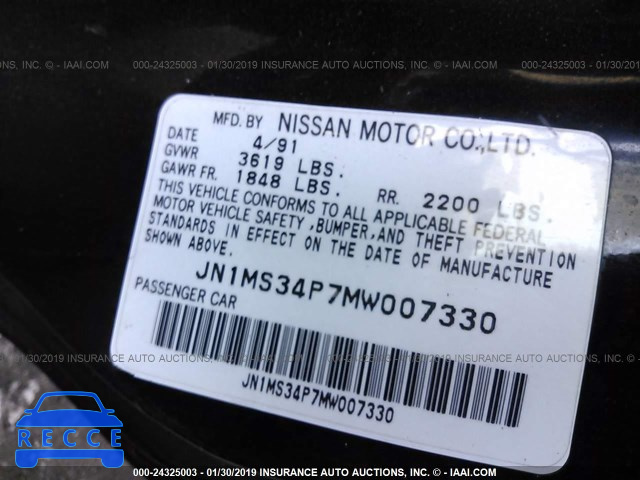 000-24325003 - 01/30/2019 INSURANCE AUTO AUCTIONS, INC. - © IAAI.COM
MFD. BY NISSAN MOTOR CO.,LTD.
DATE 4/91
GVWR 3619 LBS.
GAWR FR. 1848 LBS. RR. 2200 LBS.
THIS VEHICLE CONFORMS TO ALL APPLICABLE FEDERAL
MOTOR VEHICLE SAFETY, BUMPER, AND THEFT PREVENTION
STANDARDS IN EFFECT ON THE DATE OF MANUFACTURE
SHOWN ABOVE.
JN1MS34P7MW007330
PASSENGER CAR
JN1MS34P7MW007330
01/30/2019 INSURANCE AUTO AUCTIONS, INC. - © IAAI.COM
RECCE
000-24325003 - 01/30/2019 INSURANCE AUTO AUCTIONS, INC. - © IAAI.COM